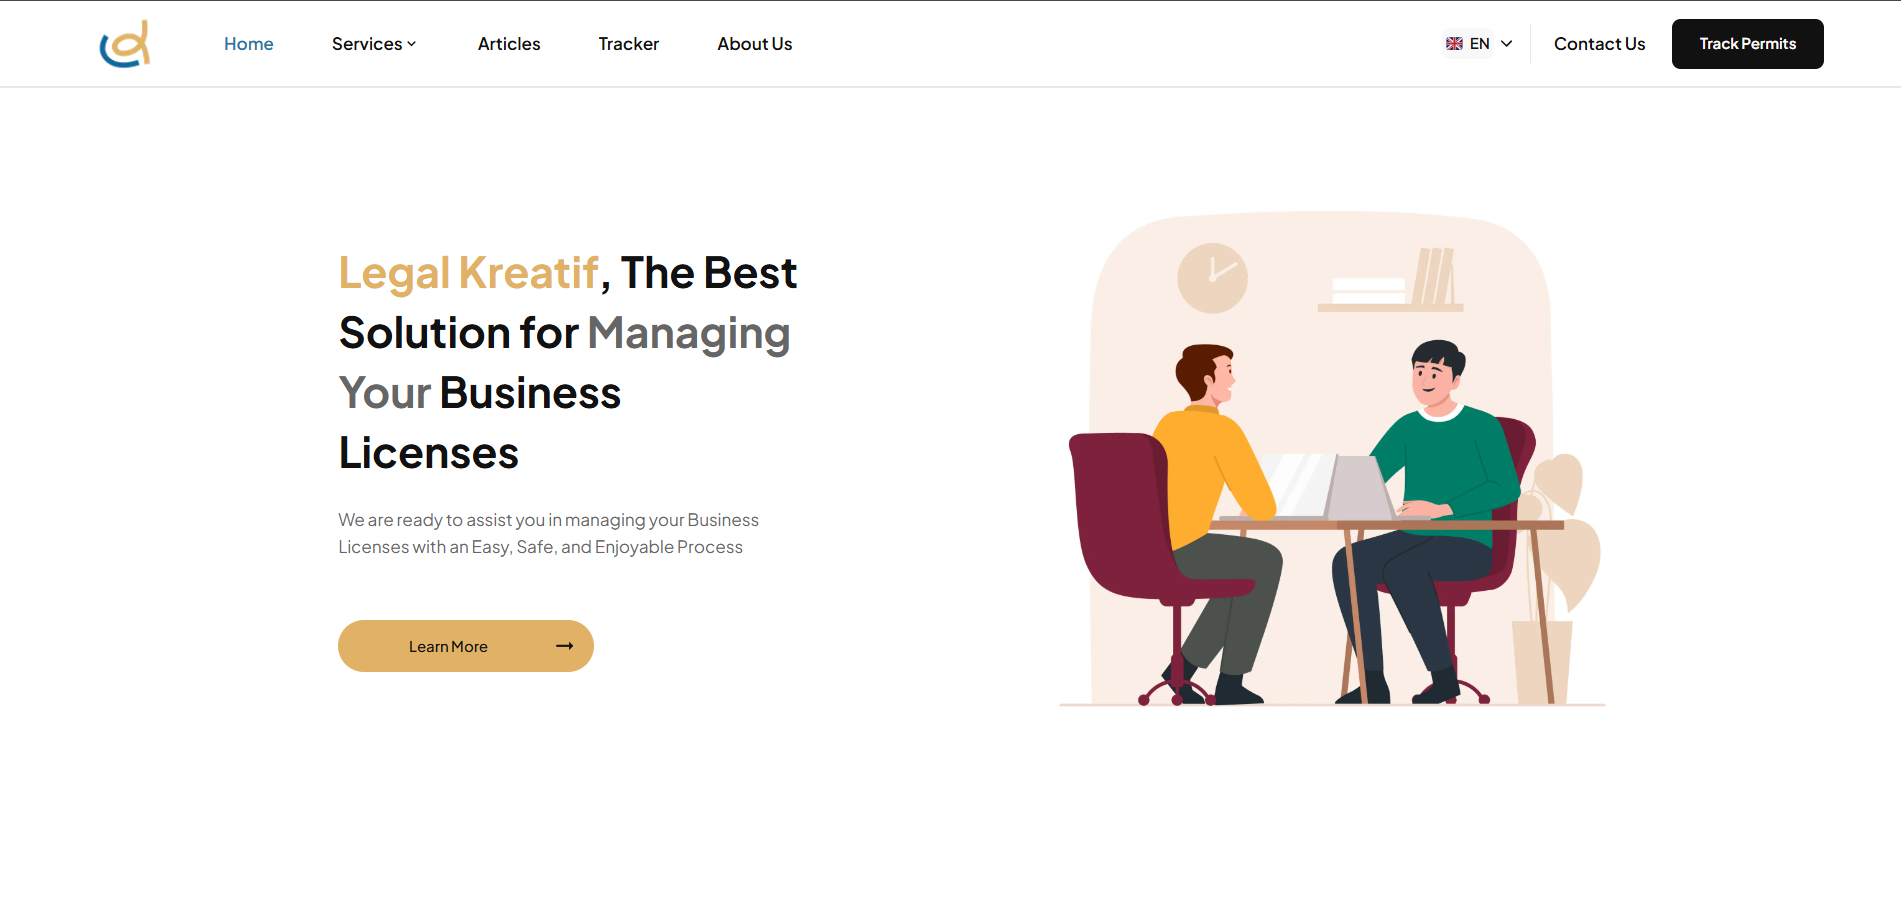 Home
Services
Articles
Tracker
About Us
EN
Contact Us
Track Permits
Legal Kreatif, The Best
Solution for Managing
Your Business
Licenses
We are ready to assist you in managing your Business
Licenses with an Easy, Safe, and Enjoyable Process
Learn More